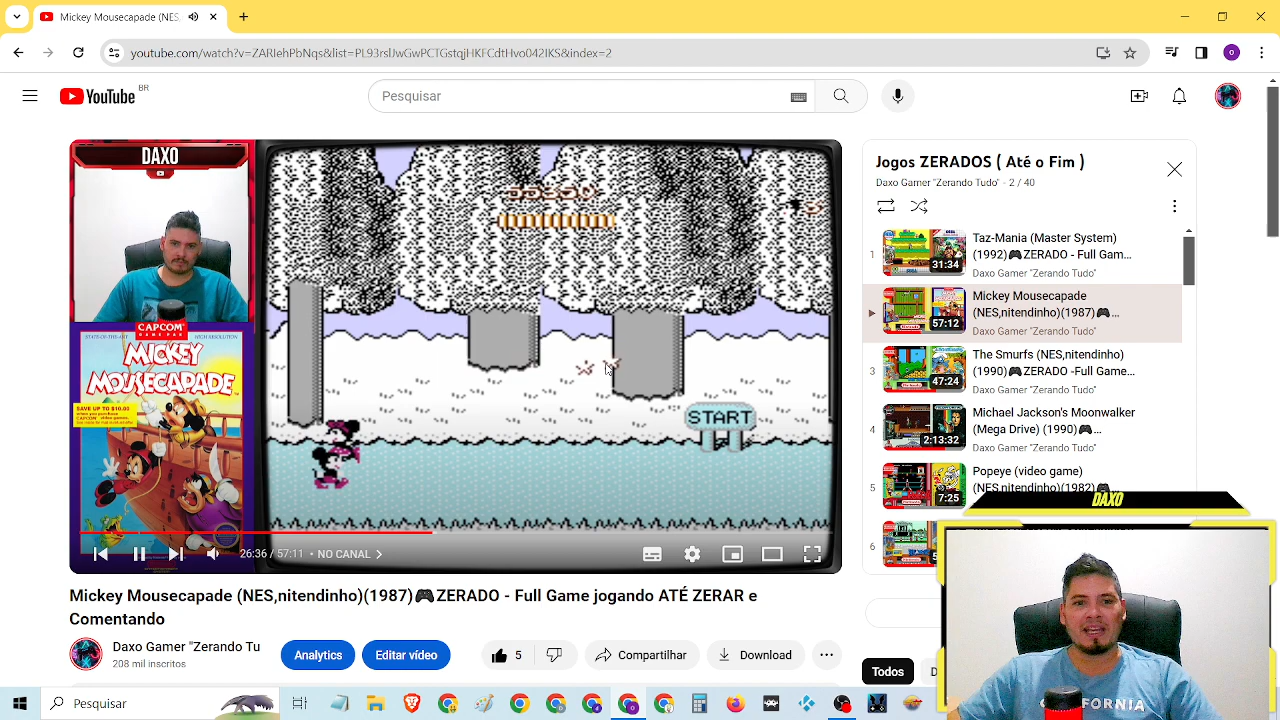 Mickey Mousecapade (NES,
youtube.com/watch?v=ZARIehPbNqs&list=PL93rsIJwGwPCTGstqjHKFCdtHvo042IKS&index=2
YouTube BR
Pesquisar
DAXO
CAPCOM
MICKEY
MOUSECAPADE
SAVE UP TO $10.00
START
26:36 / 57:11 • NO CANAL
Mickey Mousecapade (NES,nitendinho)(1987)🎮ZERADO - Full Game jogando ATÉ ZERAR e
Comentando
Daxo Gamer "Zerando Tu
208 mil inscritos
Analytics
Editar vídeo
5
Compartilhar
Download
Jogos ZERADOS ( Até o Fim )
Daxo Gamer "Zerando Tudo" · 2 / 40
1
31:34
Taz-Mania (Master System)
(1992)🎮ZERADO - Full Gam...
Daxo Gamer "Zerando Tudo"
57:12
Mickey Mousecapade
(NES,nitendinho)(1987)🎮...
Daxo Gamer "Zerando Tudo"
3
47:24
The Smurfs (NES,nitendinho)
(1990)🎮ZERADO -Full Game...
Daxo Gamer "Zerando Tudo"
4
2:13:32
Michael Jackson's Moonwalker
(Mega Drive) (1990)🎮...
Daxo Gamer "Zerando Tudo"
5
7:25
Popeye (video game)
(NES,nitendinho)(1982)🎮
6
DAXO
Todos
D
CALIFORNIA
Pesquisar